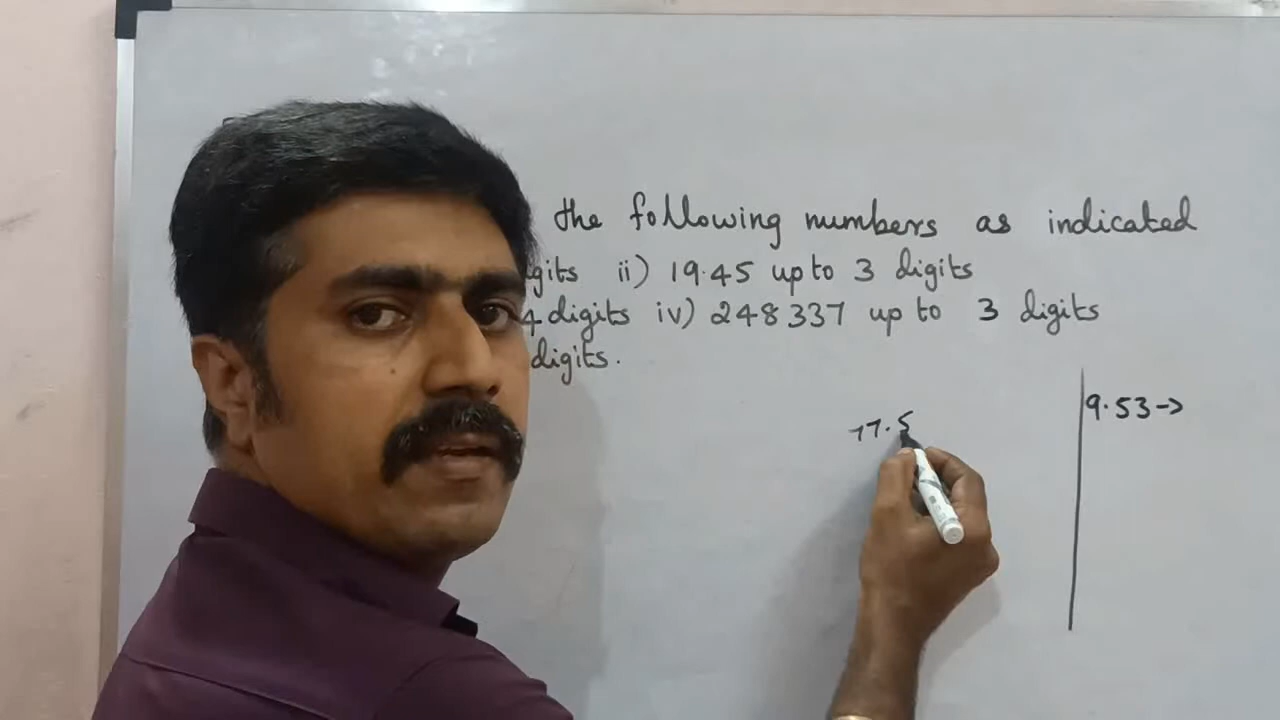 the following numbers as indicated
gits ii) 19.45 up to 3 digits
4 digits iv) 248337 up to 3 digits
digits.
9.53->
77.5